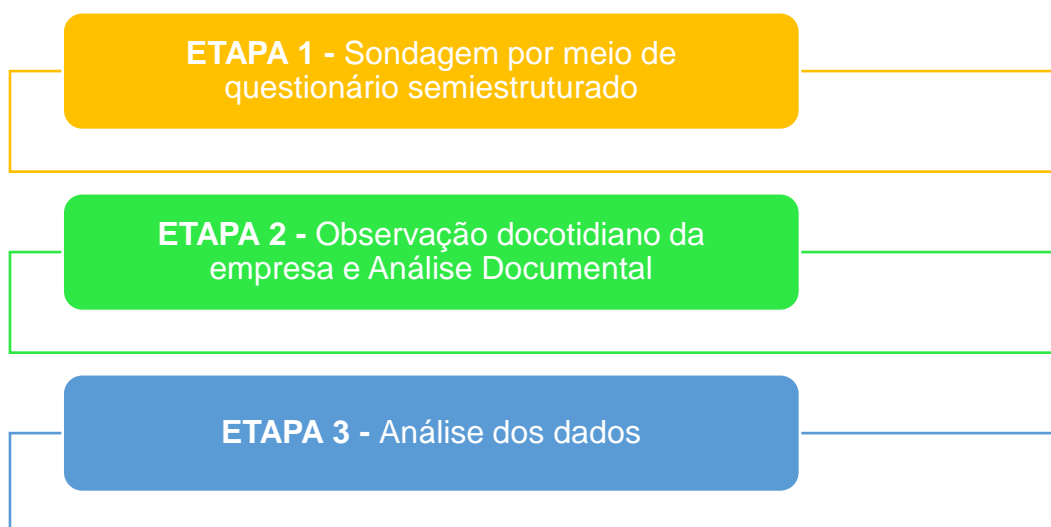 ETAPA 1 - Sondagem por meio de
questionário semiestruturado
ETAPA 2 - Observação docotidiano da
empresa e Análise Documental
ETAPA 3 - Análise dos dados